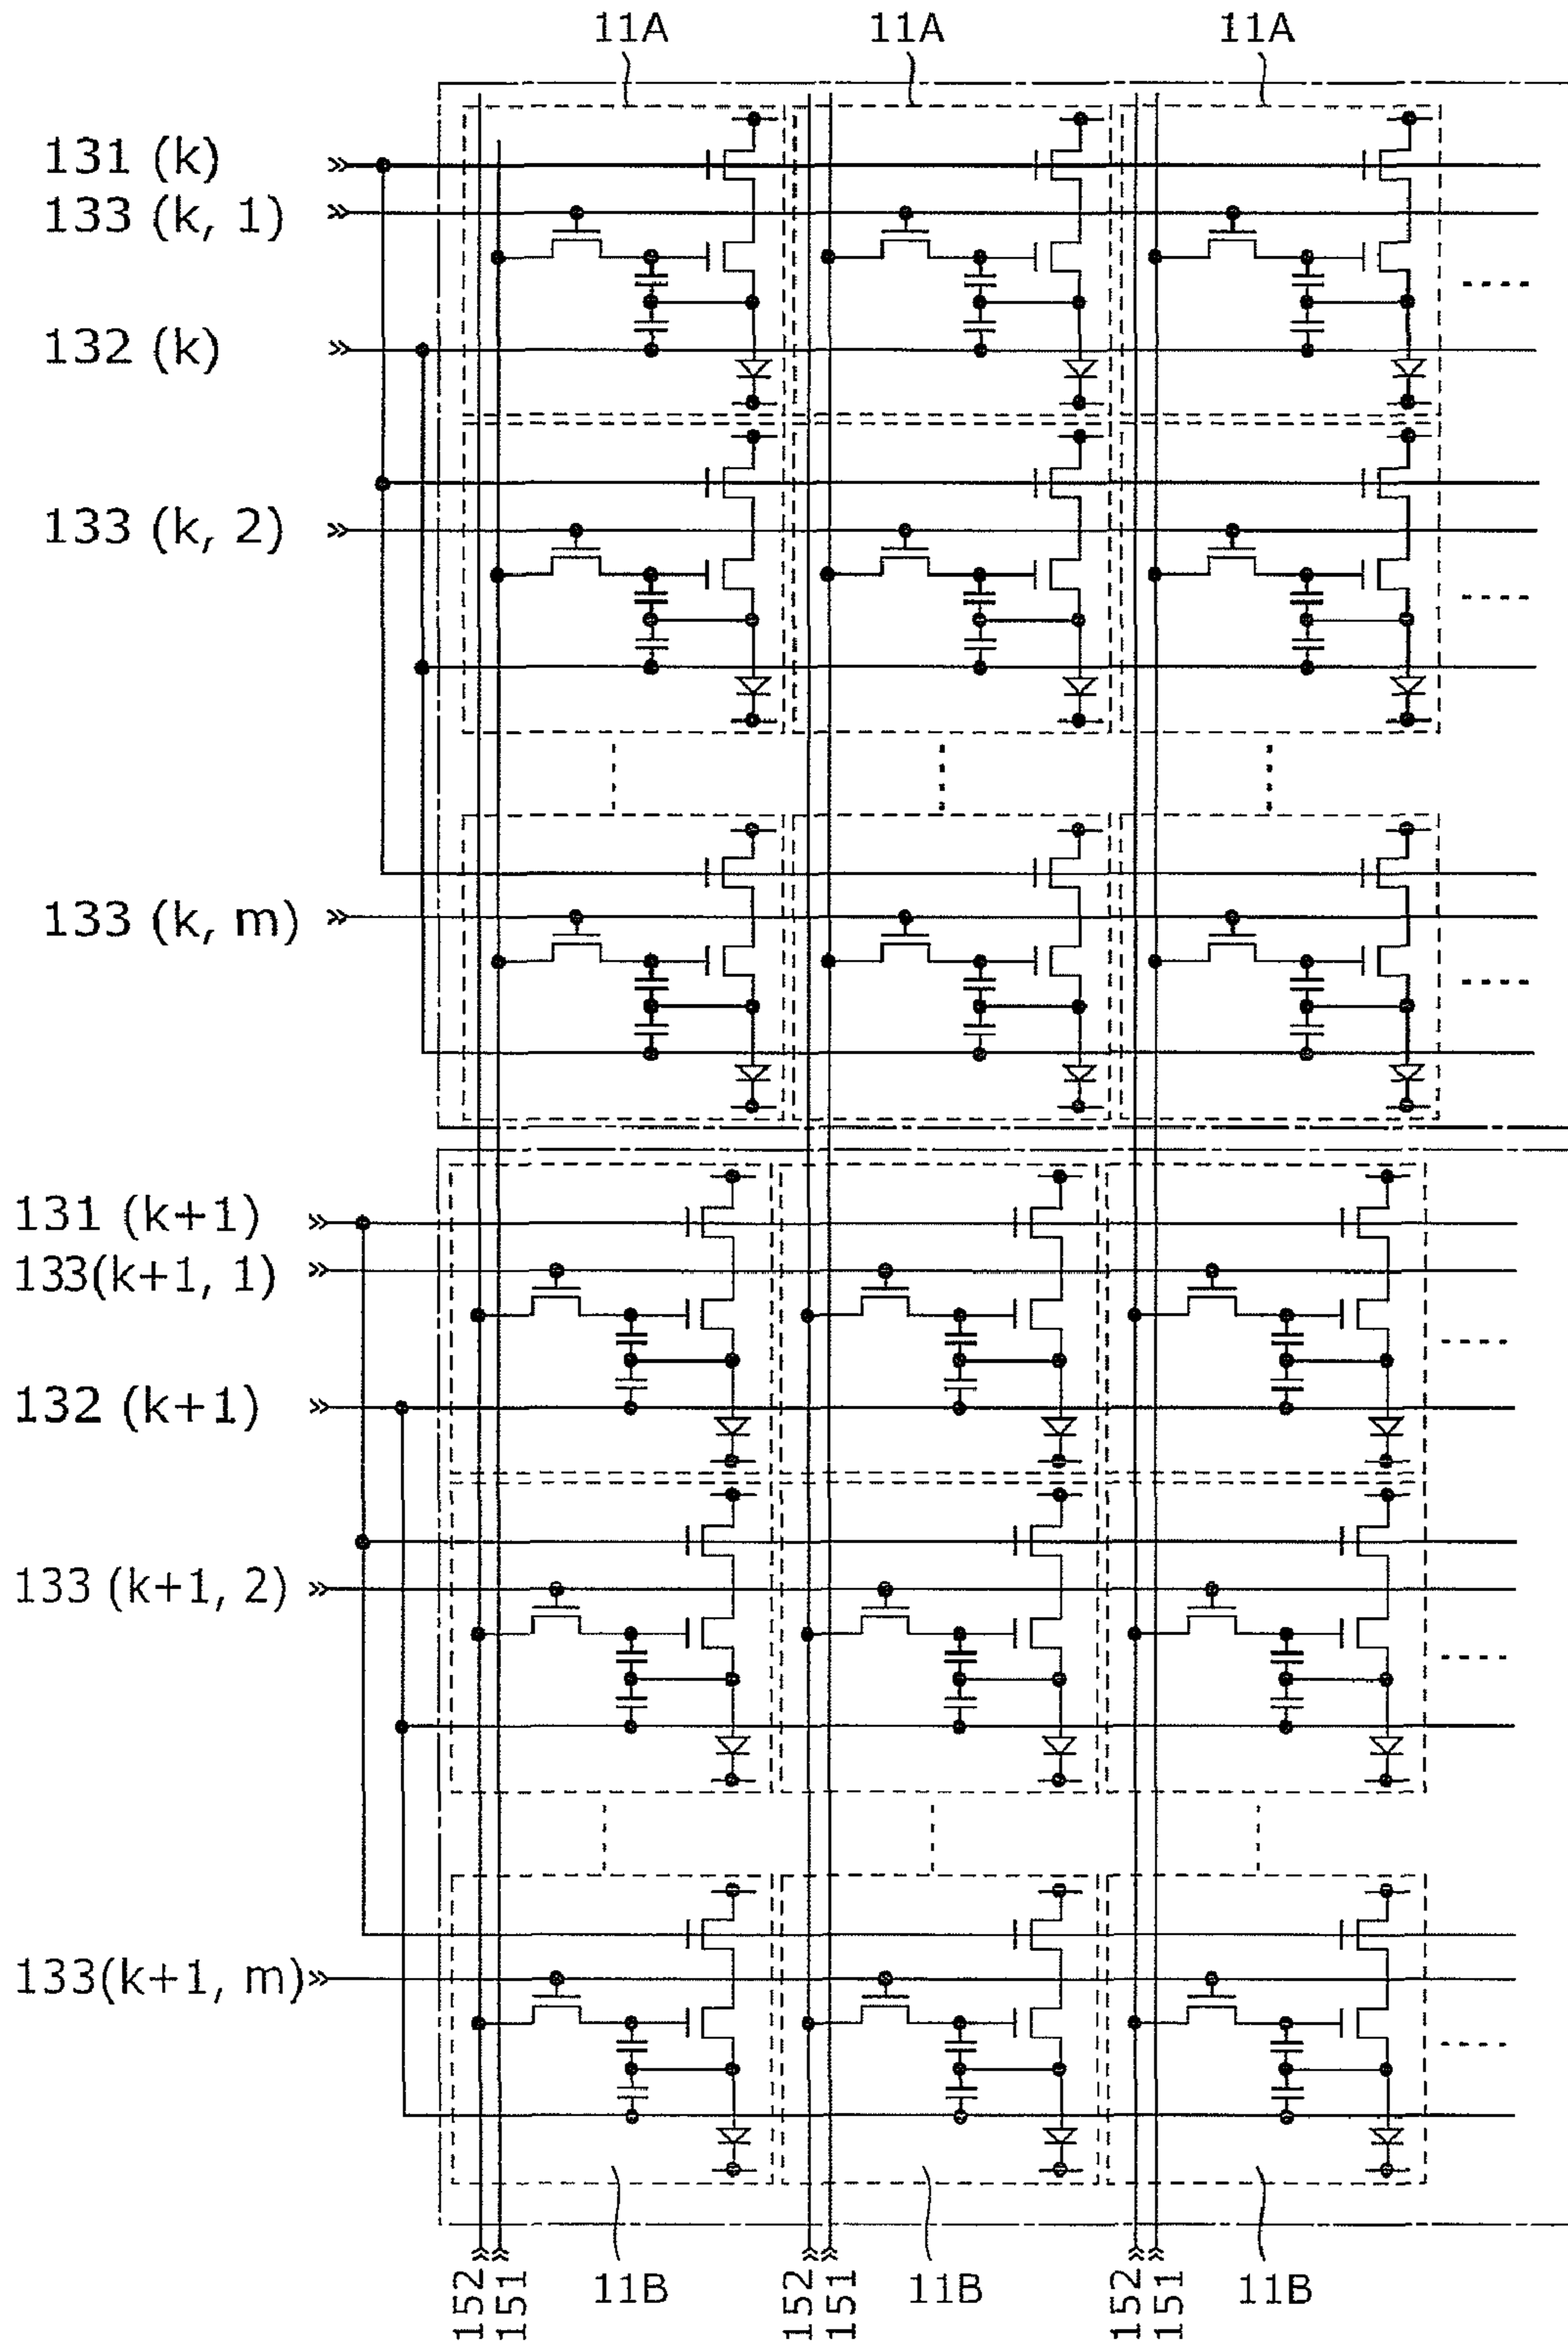 11A 11A 11A
131 (k)
133 (k, 1)
132 (k)
133 (k, 2)
133 (k, m)
131 (k+1)
133(k+1, 1)
132 (k+1)
133 (k+1, 2)
133(k+1, m)
152 151 11B 152 151 11B 152 151 11B